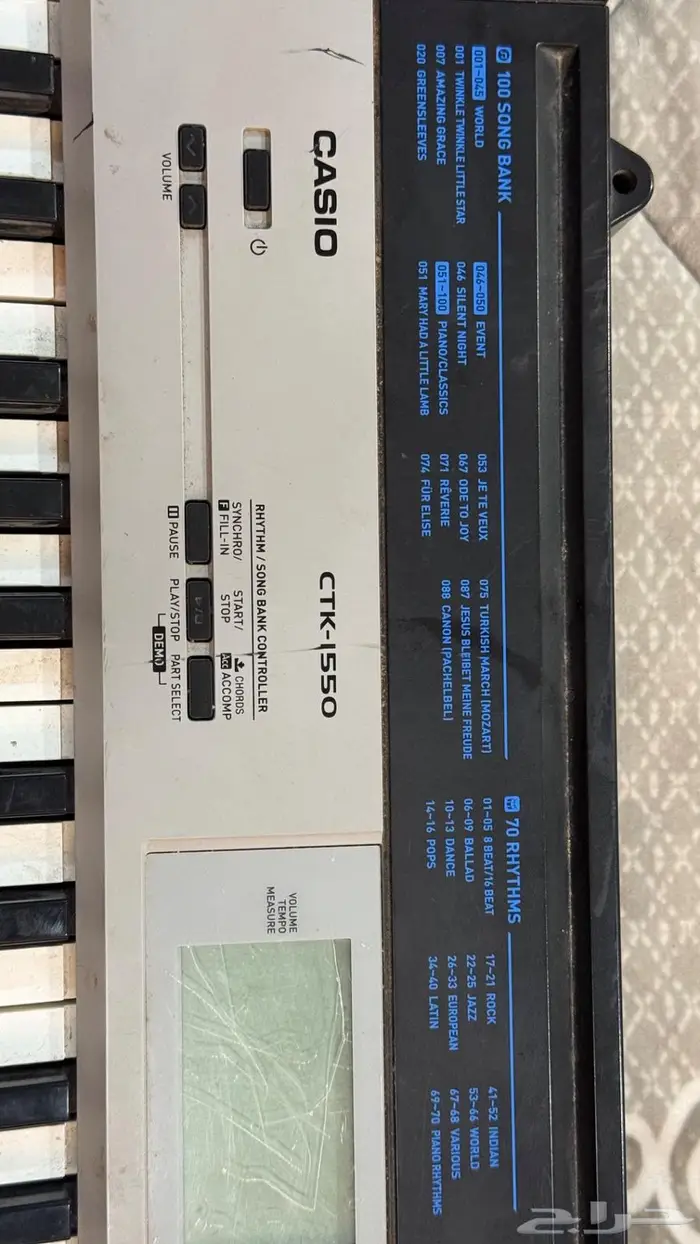 100 SONG BANK
001~045 WORLD
001 TWINKLE TWINKLE LITTLE STAR
007 AMAZING GRACE
020 GREENSLEEVES
046~050 EVENT
046 SILENT NIGHT
051~100 PIANO/CLASSICS
051 MARY HAD A LITTLE LAMB
053 JE TE VEUX
067 ODE TO JOY
071 RÊVERIE
074 FÜR ELISE
075 TURKISH MARCH (MOZART)
087 JESUS BLEIBET MEINE FREUDE
088 CANON (PACHELBEL)
70 RHYTHMS
01~05 8 BEAT/16 BEAT
06~09 BALLAD
10~13 DANCE
14~16 POPS
17~21 ROCK
22~25 JAZZ
26~33 EUROPEAN
34~40 LATIN
41~52 INDIAN
53~66 WORLD
67~68 VARIOUS
69~70 PIANO RHYTHMS
CASIO
CTK-1550
VOLUME
RHYTHM / SONG BANK CONTROLLER
SYNCHRO/
F FILL-IN
START/
STOP
CHORDS
ACC ACCOMP
PAUSE
PLAY/STOP
PART SELECT
DEMO
VOLUME
TEMPO
MEASURE
حراج